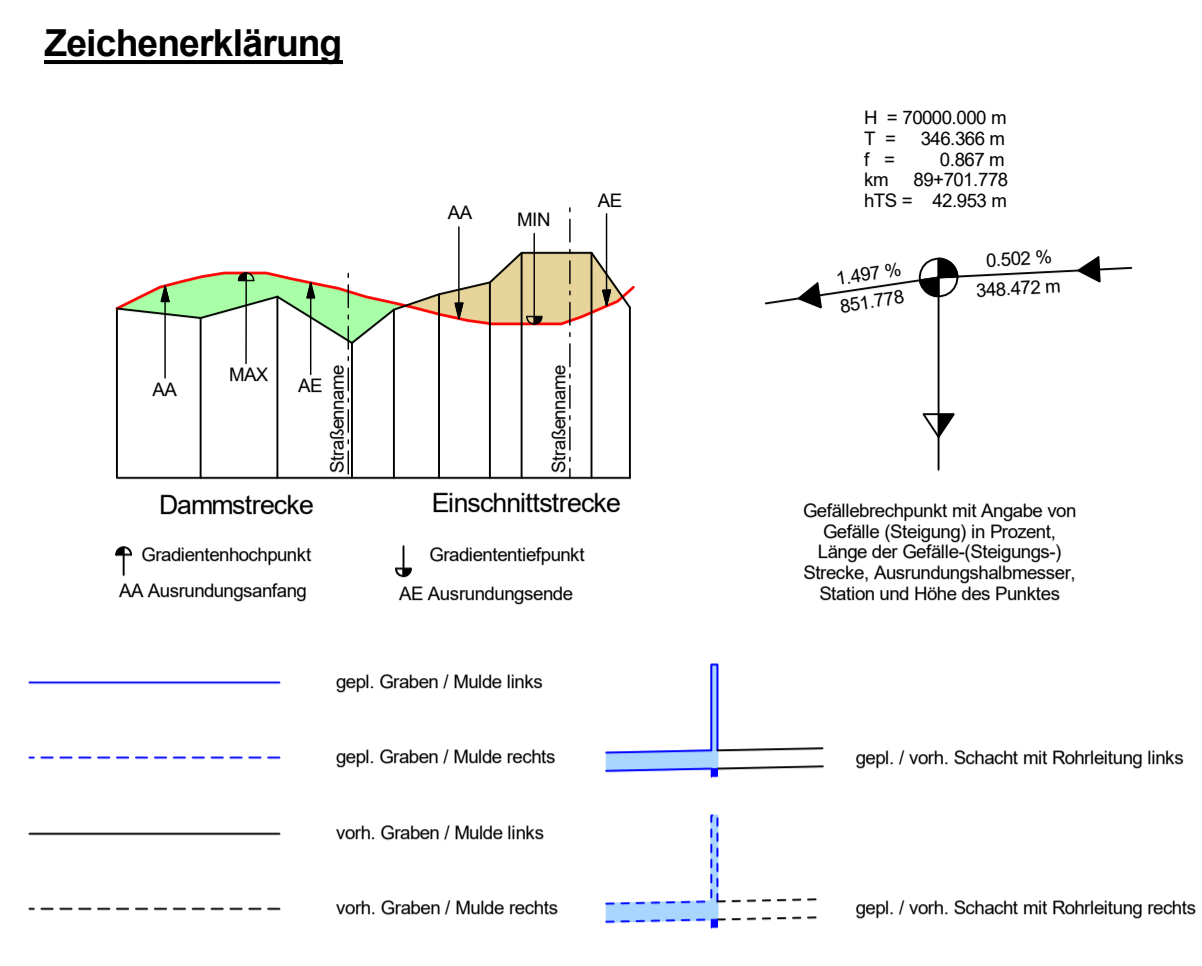 Zeichenerklärung
H = 70000.000 m
T = 346.366 m
f = 0.867 m
km 89+701.778
hTS = 42.953 m
AA
MIN
AE
1.497 %
851.778
0.502 %
348.472 m
AA
MAX
AE
Straßenname
Straßenname
Dammstrecke
Einschnittstrecke
Gradientenhochpunkt
Gradiententiefpunkt
AA Ausrundungsanfang
AE Ausrundungsende
Gefällebrechpunkt mit Angabe von
Gefälle (Steigung) in Prozent,
Länge der Gefälle-(Steigungs-)
Strecke, Ausrundungshalbmesser,
Station und Höhe des Punktes
gepl. Graben / Mulde links
gepl. Graben / Mulde rechts
gepl. / vorh. Schacht mit Rohrleitung links
vorh. Graben / Mulde links
vorh. Graben / Mulde rechts
gepl. / vorh. Schacht mit Rohrleitung rechts